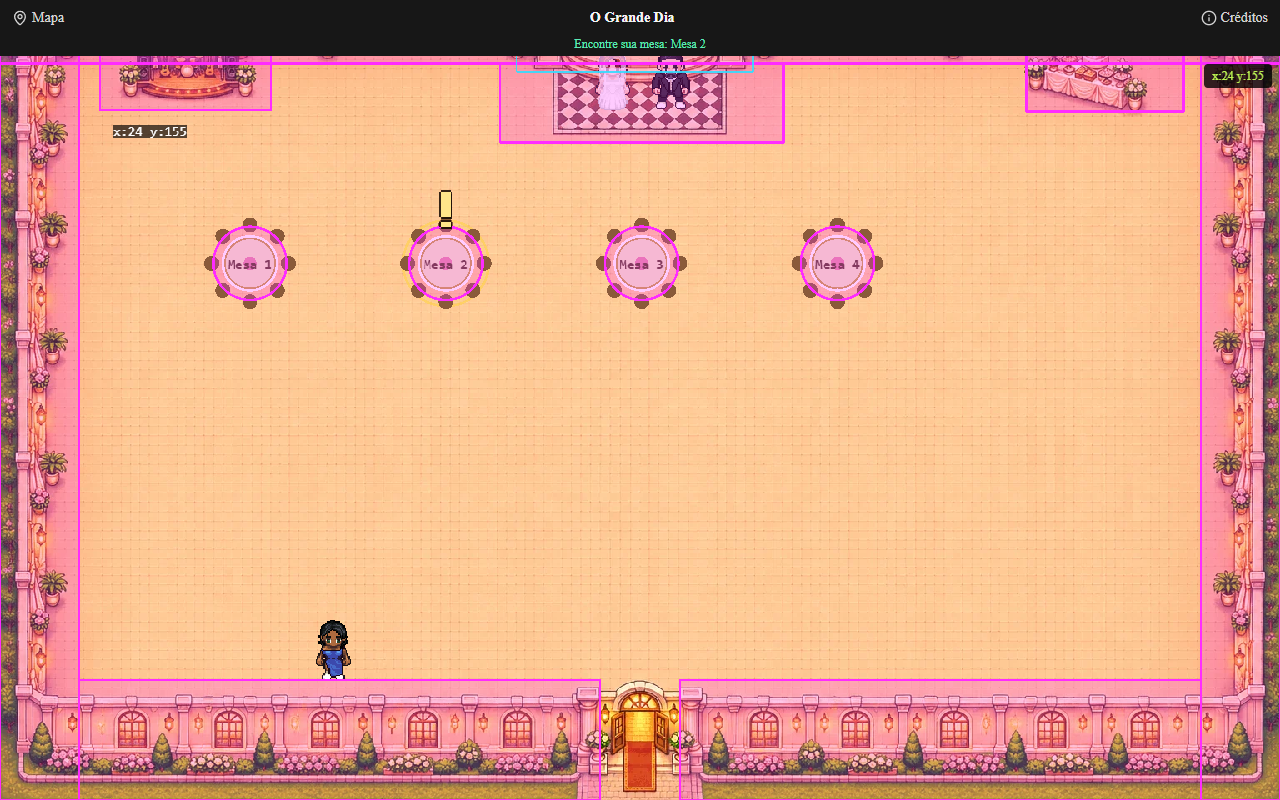 Mapa
O Grande Dia
Créditos
Encontre sua mesa: Mesa 2
x:24 y:155
x:24 y:155
Mesa 1
Mesa 2
Mesa 3
Mesa 4